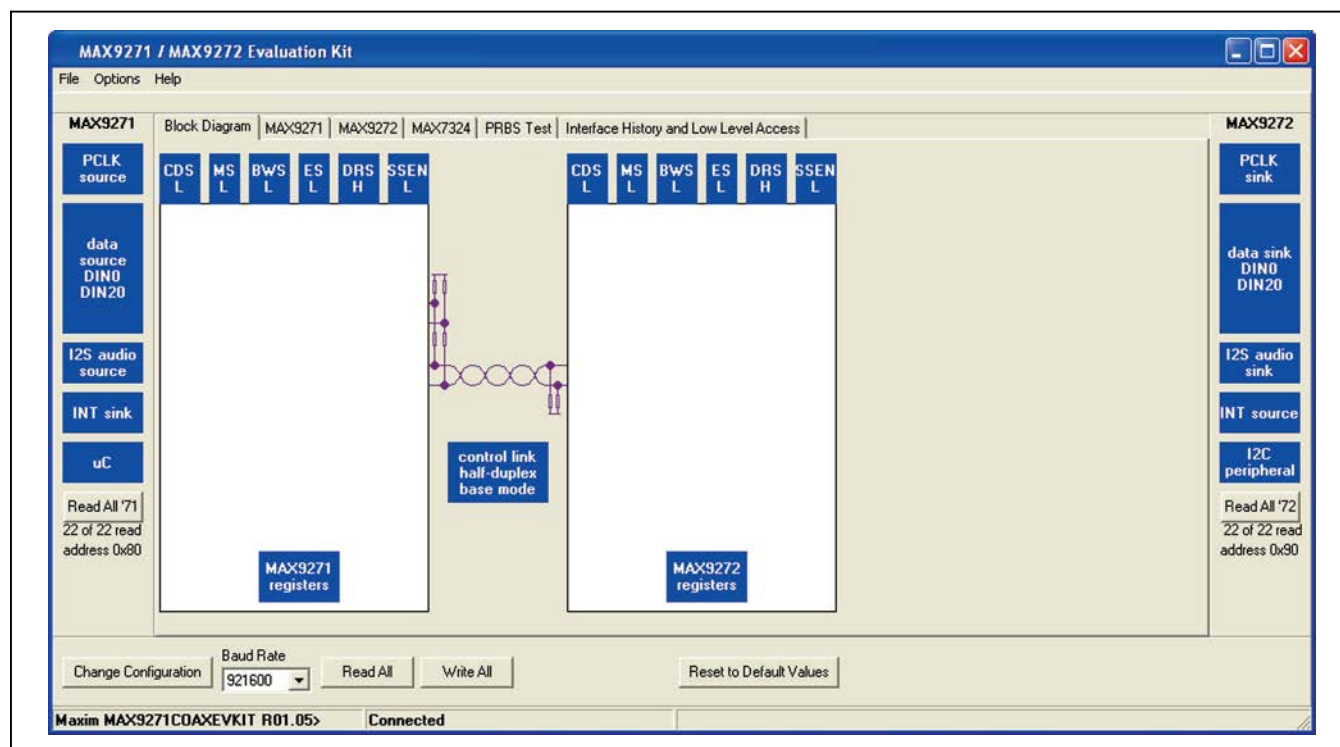 MAX9271 / MAX9272 Evaluation Kit
File Options Help
MAX9271
PCLK
source
data
source
DIN0
DIN20
I2S audio
source
INT sink
uC
Read All '71
22 of 22 read
address 0x80
Block Diagram MAX9271 MAX9272 MAX7324 PRBS Test Interface History and Low Level Access
CDS MS BWS ES DRS SSEN
L L L L H L
CDS MS BWS ES DRS SSEN
L L L L H L
control link
half-duplex
base mode
MAX9271
registers
MAX9272
registers
MAX9272
PCLK
sink
data sink
DIN0
DIN20
I2S audio
sink
INT source
I2C
peripheral
Read All '72
22 of 22 read
address 0x90
Change Configuration
Baud Rate
921600
Read All
Write All
Reset to Default Values
Maxim MAX9271COAXEVKIT R01.05> Connected